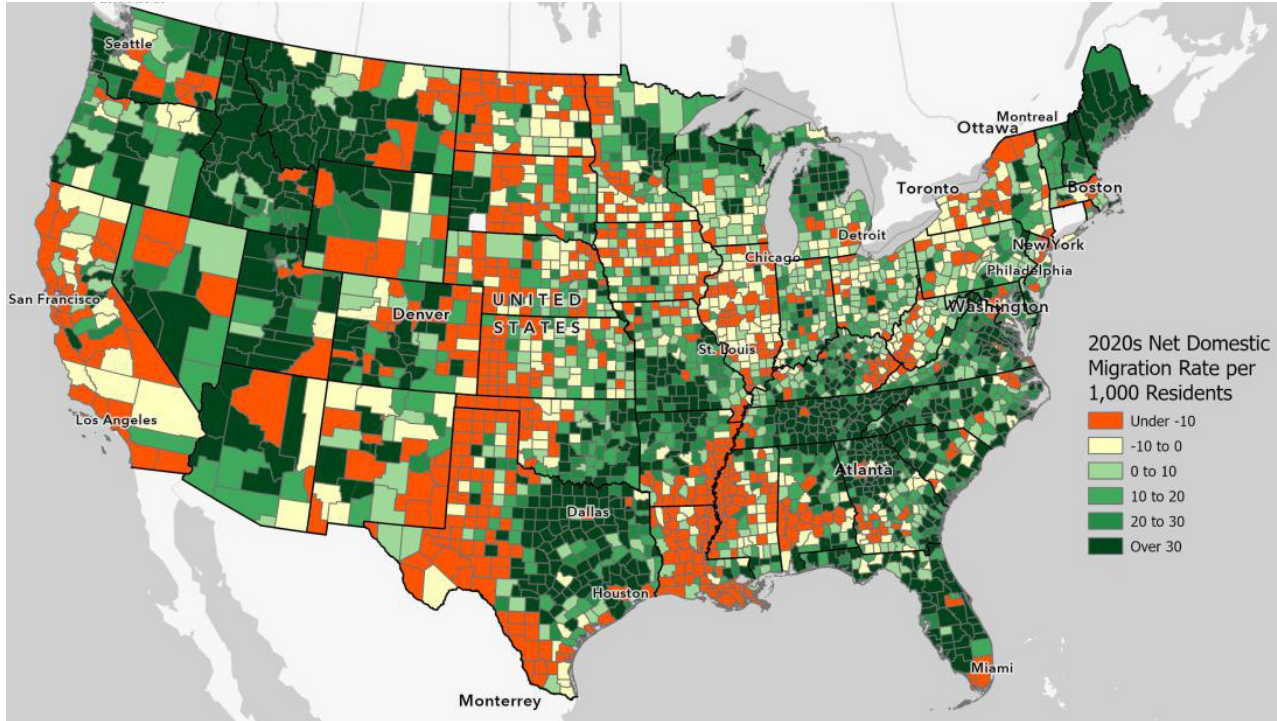 Seattle
Montreal
Ottawa
Toronto
Boston
Detroit
New York
Chicago
Philadelphia
San Francisco
UNITED
Denver
Washington
STATES
St. Louis
2020s Net Domestic
Migration Rate per
1,000 Residents
Los Angeles
Under -10
-10 to 0
0 to 10
Atlanta
10 to 20
20 to 30
Dallas
Over 30
Houston
Miami
Monterrey